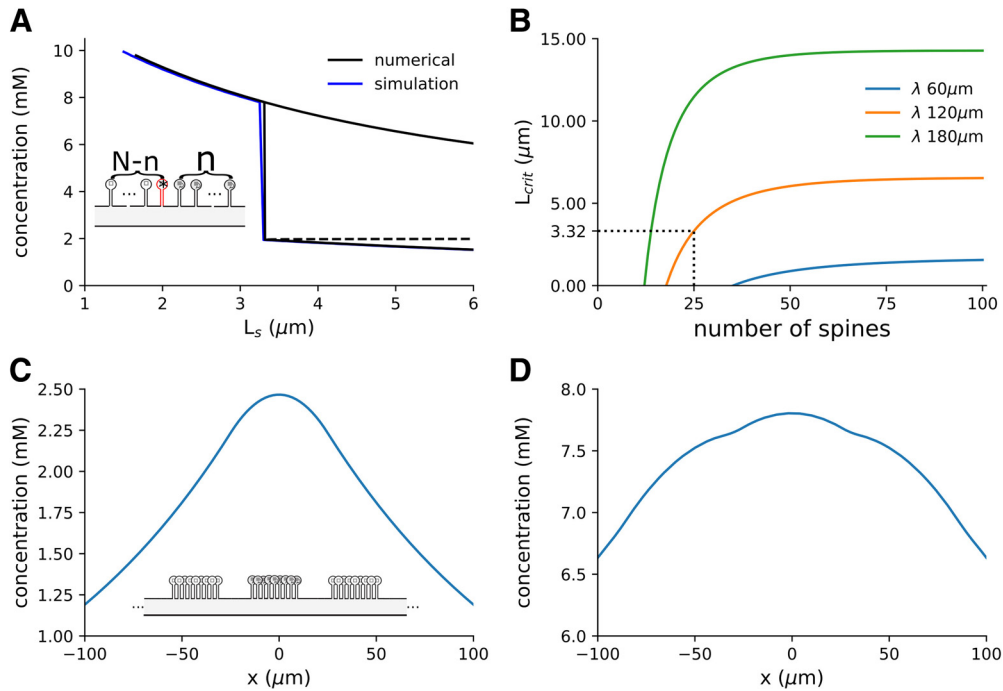 A
10
8
6
4
2
0
concentration (mM)
numerical
simulation
N-n
n
...
*
...
1
2
3
4
5
6
L_s (μm)
B
15.00
14.00
5.00
3.32
0.00
L_crit (μm)
λ 60μm
λ 120μm
λ 180μm
0
25
50
75
100
number of spines
C
2.50
2.25
2.00
1.75
1.50
1.25
1.00
concentration (mM)
...
...
−100
−50
0
50
100
x (μm)
D
8.0
7.5
7.0
6.5
6.0
concentration (mM)
−100
−50
0
50
100
x (μm)